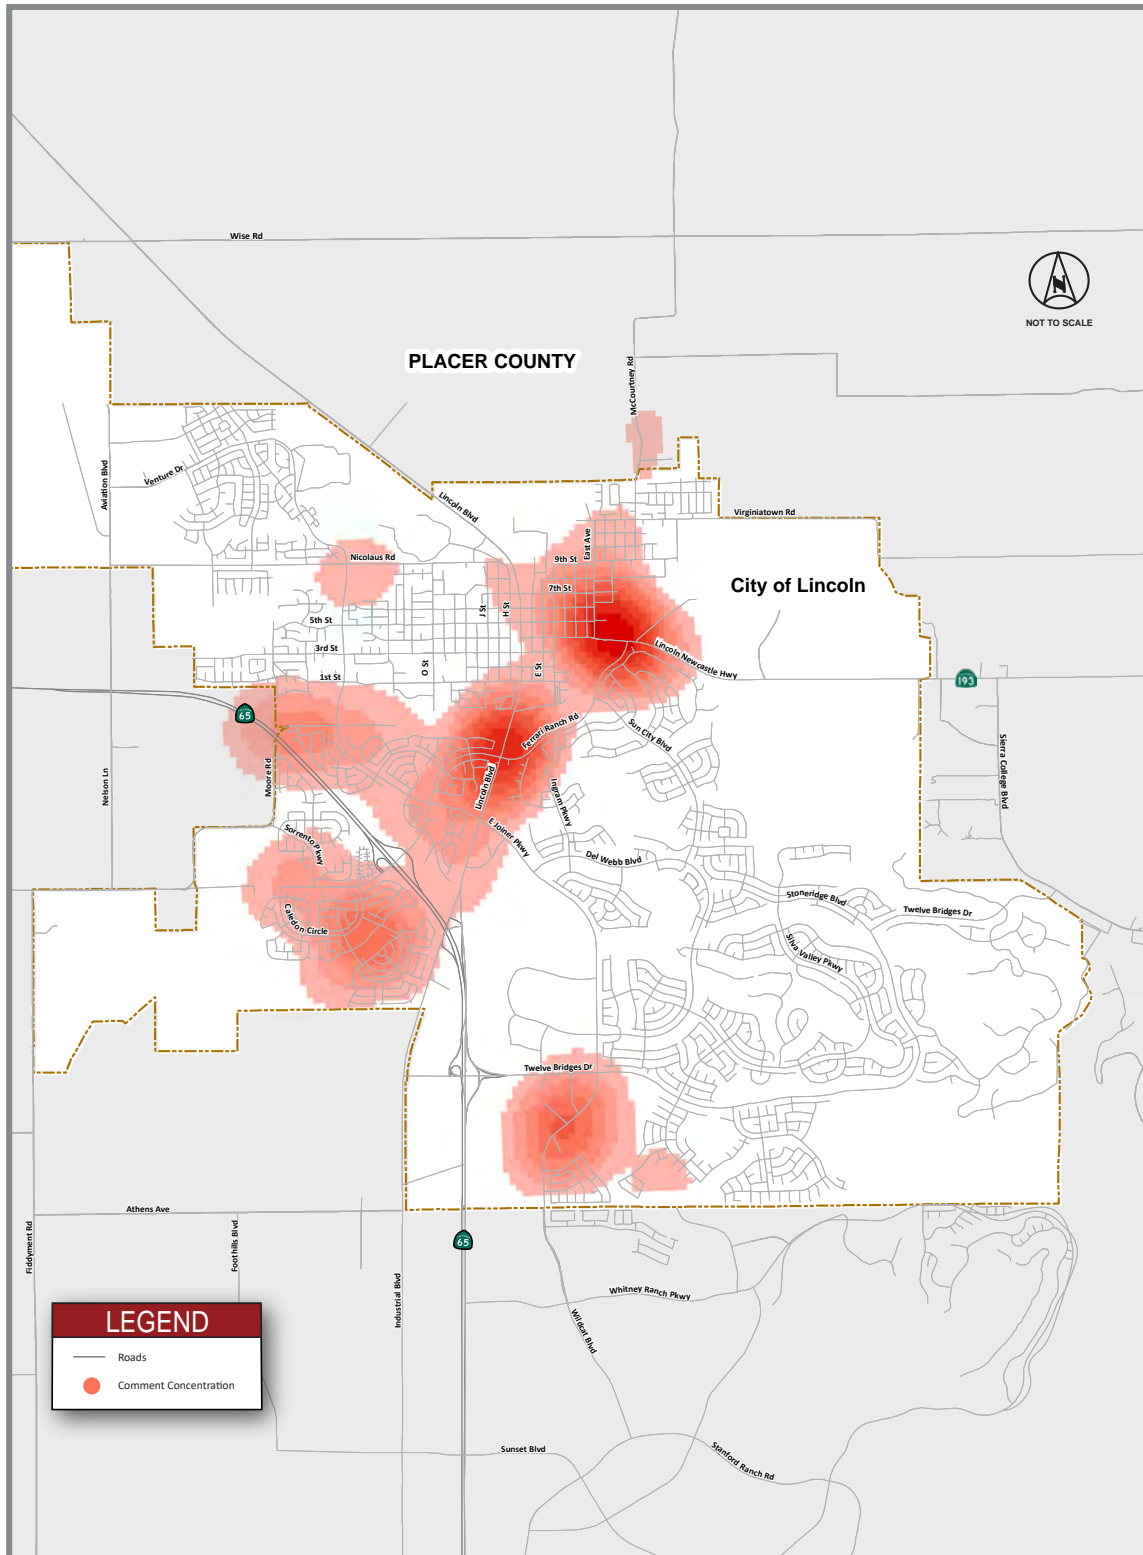 Wise Rd
N
NOT TO SCALE
PLACER COUNTY
McCourtney Rd
Aviation Blvd
Venture Dr
Lincoln Blvd
Virginiatown Rd
East Ave
9th St
Nicolaus Rd
7th St
City of Lincoln
J St
H St
5th St
3rd St
Lincoln Newcastle Hwy
O St
E St
1st St
193
65
Ferrari Ranch Rd
Sun City Blvd
Nelson Ln
Moore Rd
Sierra College Blvd
Lincoln Blvd
Ingram Pkwy
E Joiner Pkwy
Sorrento Pkwy
Del Webb Blvd
Stoneridge Blvd
Twelve Bridges Dr
Caledon Circle
Silva Valley Pkwy
Twelve Bridges Dr
Athens Ave
Fiddyment Rd
Foothills Blvd
65
Industrial Blvd
Whitney Ranch Pkwy
Wildcat Blvd
LEGEND
Roads
Comment Concentration
Sunset Blvd
Stanford Ranch Rd